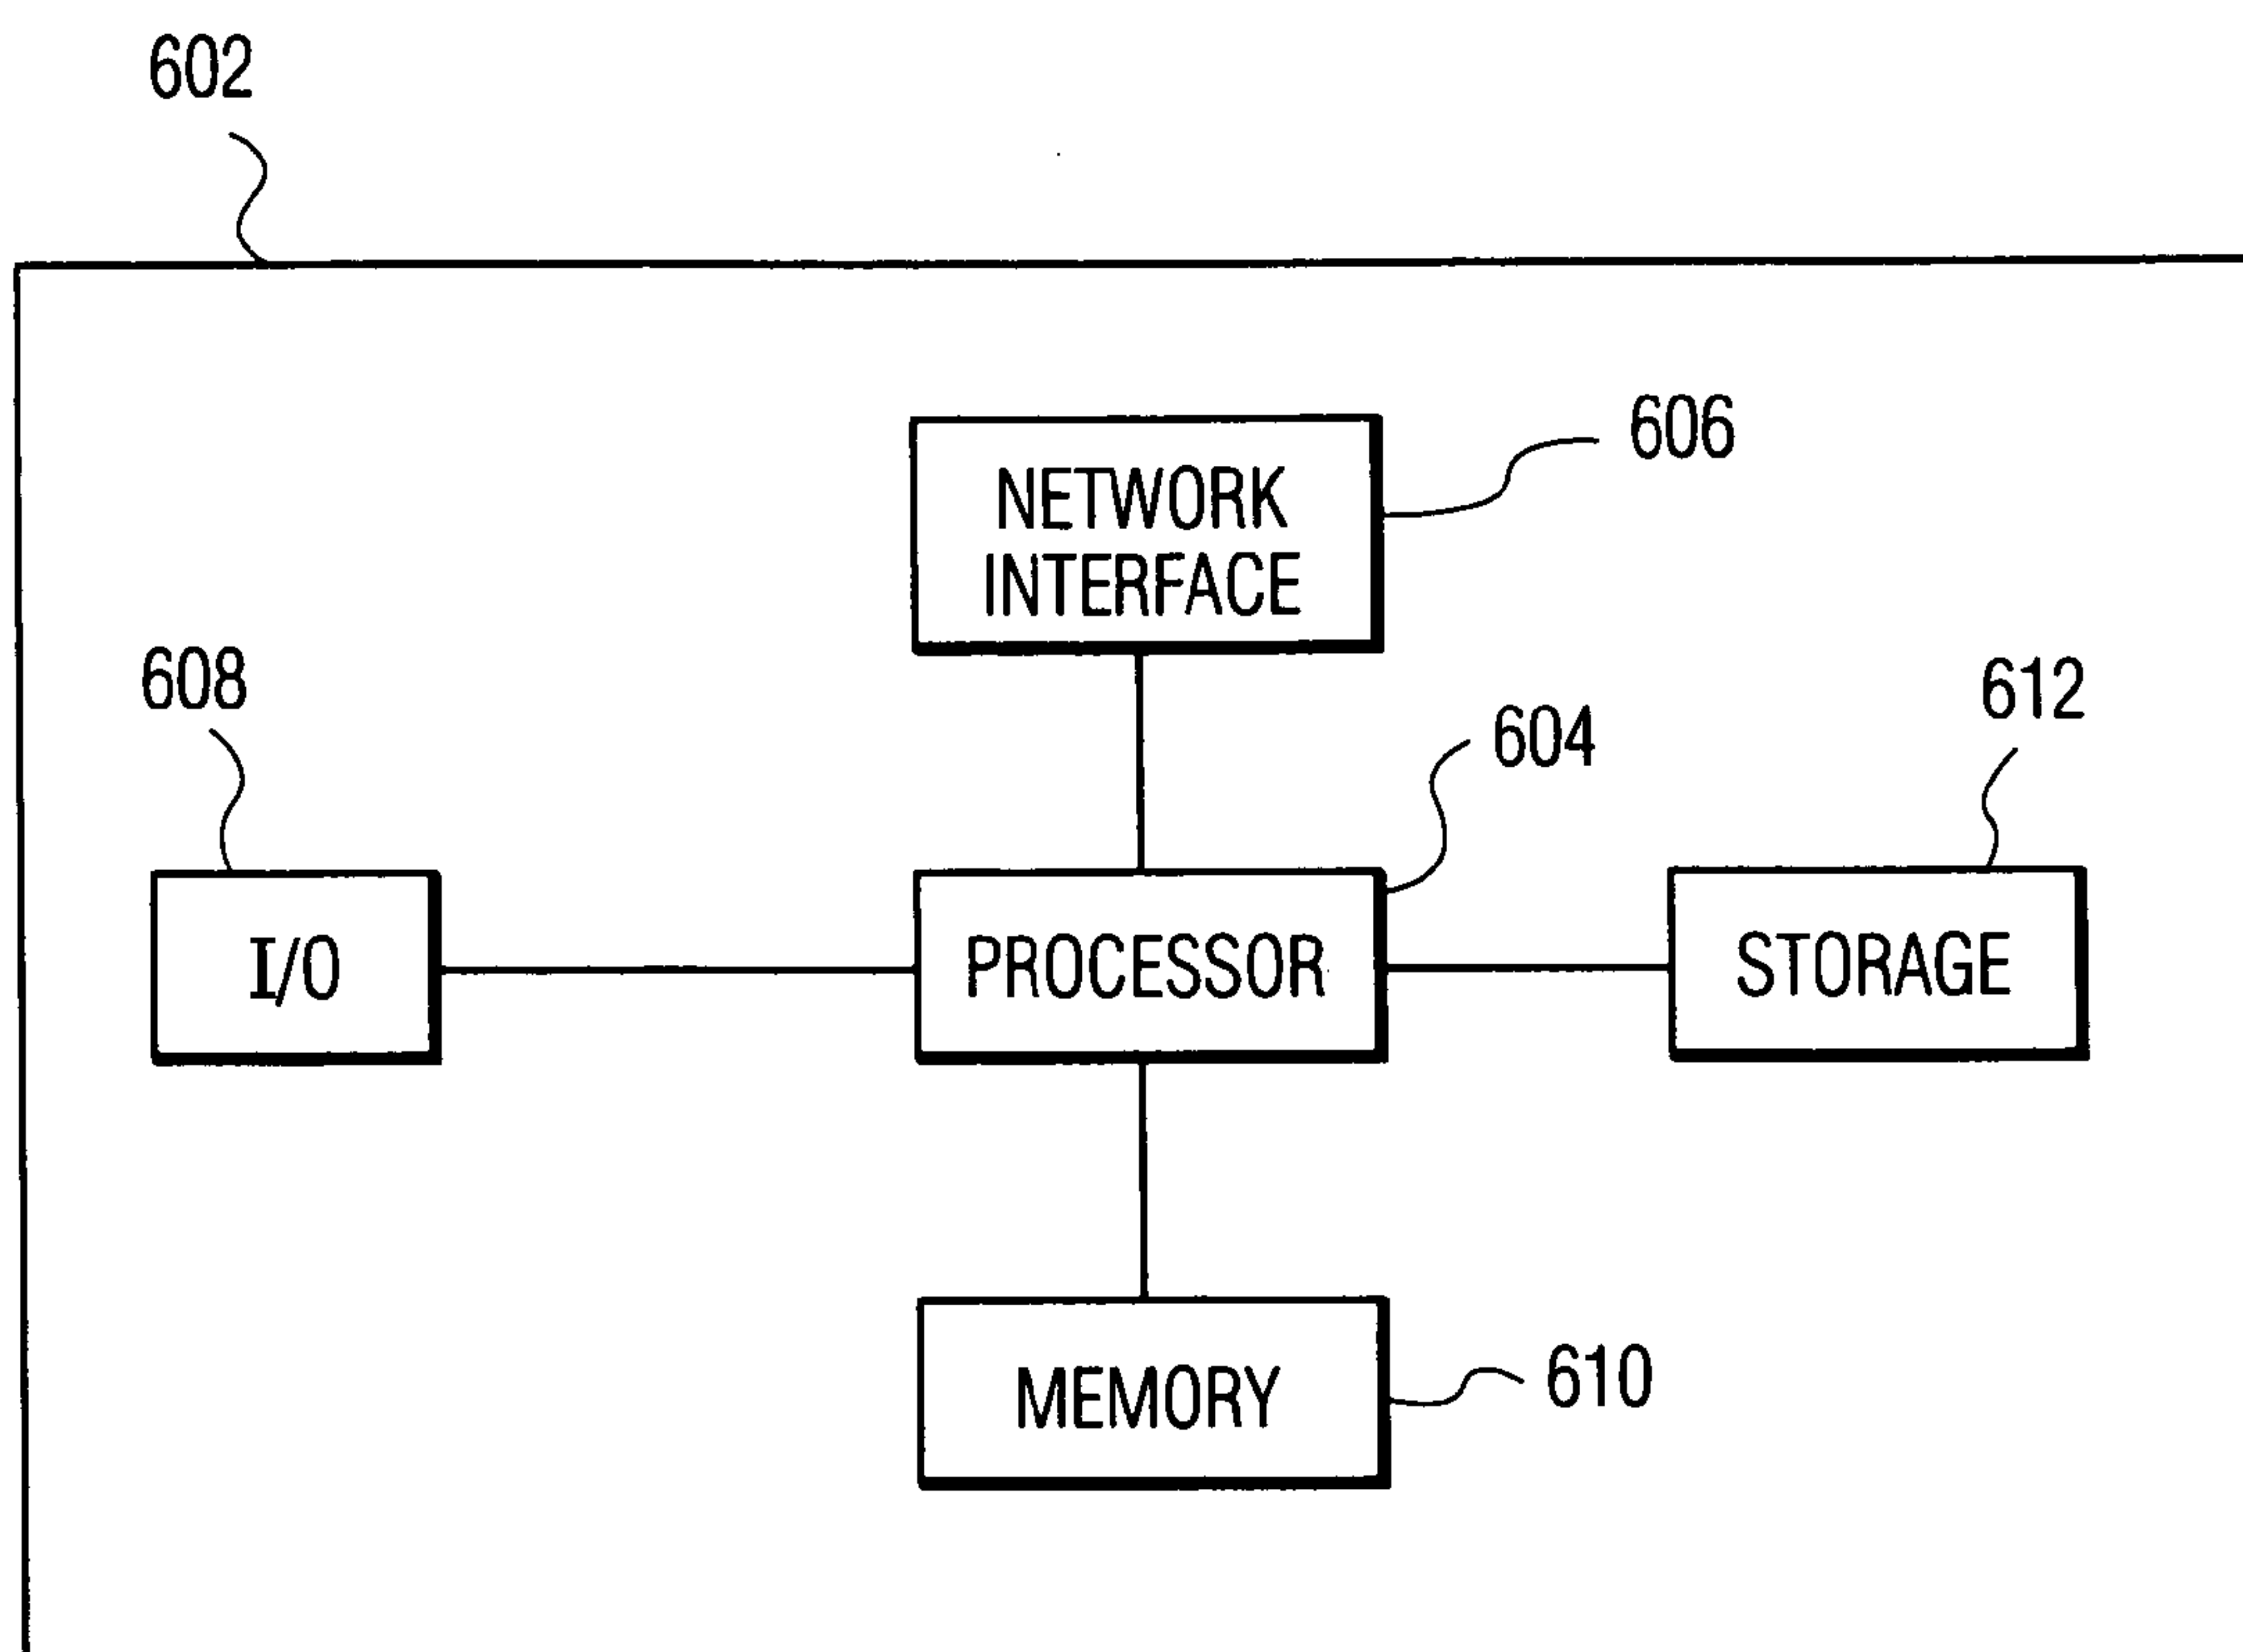 602
NETWORK
INTERFACE
606
608
604
612
I/O
PROCESSOR
STORAGE
MEMORY
610